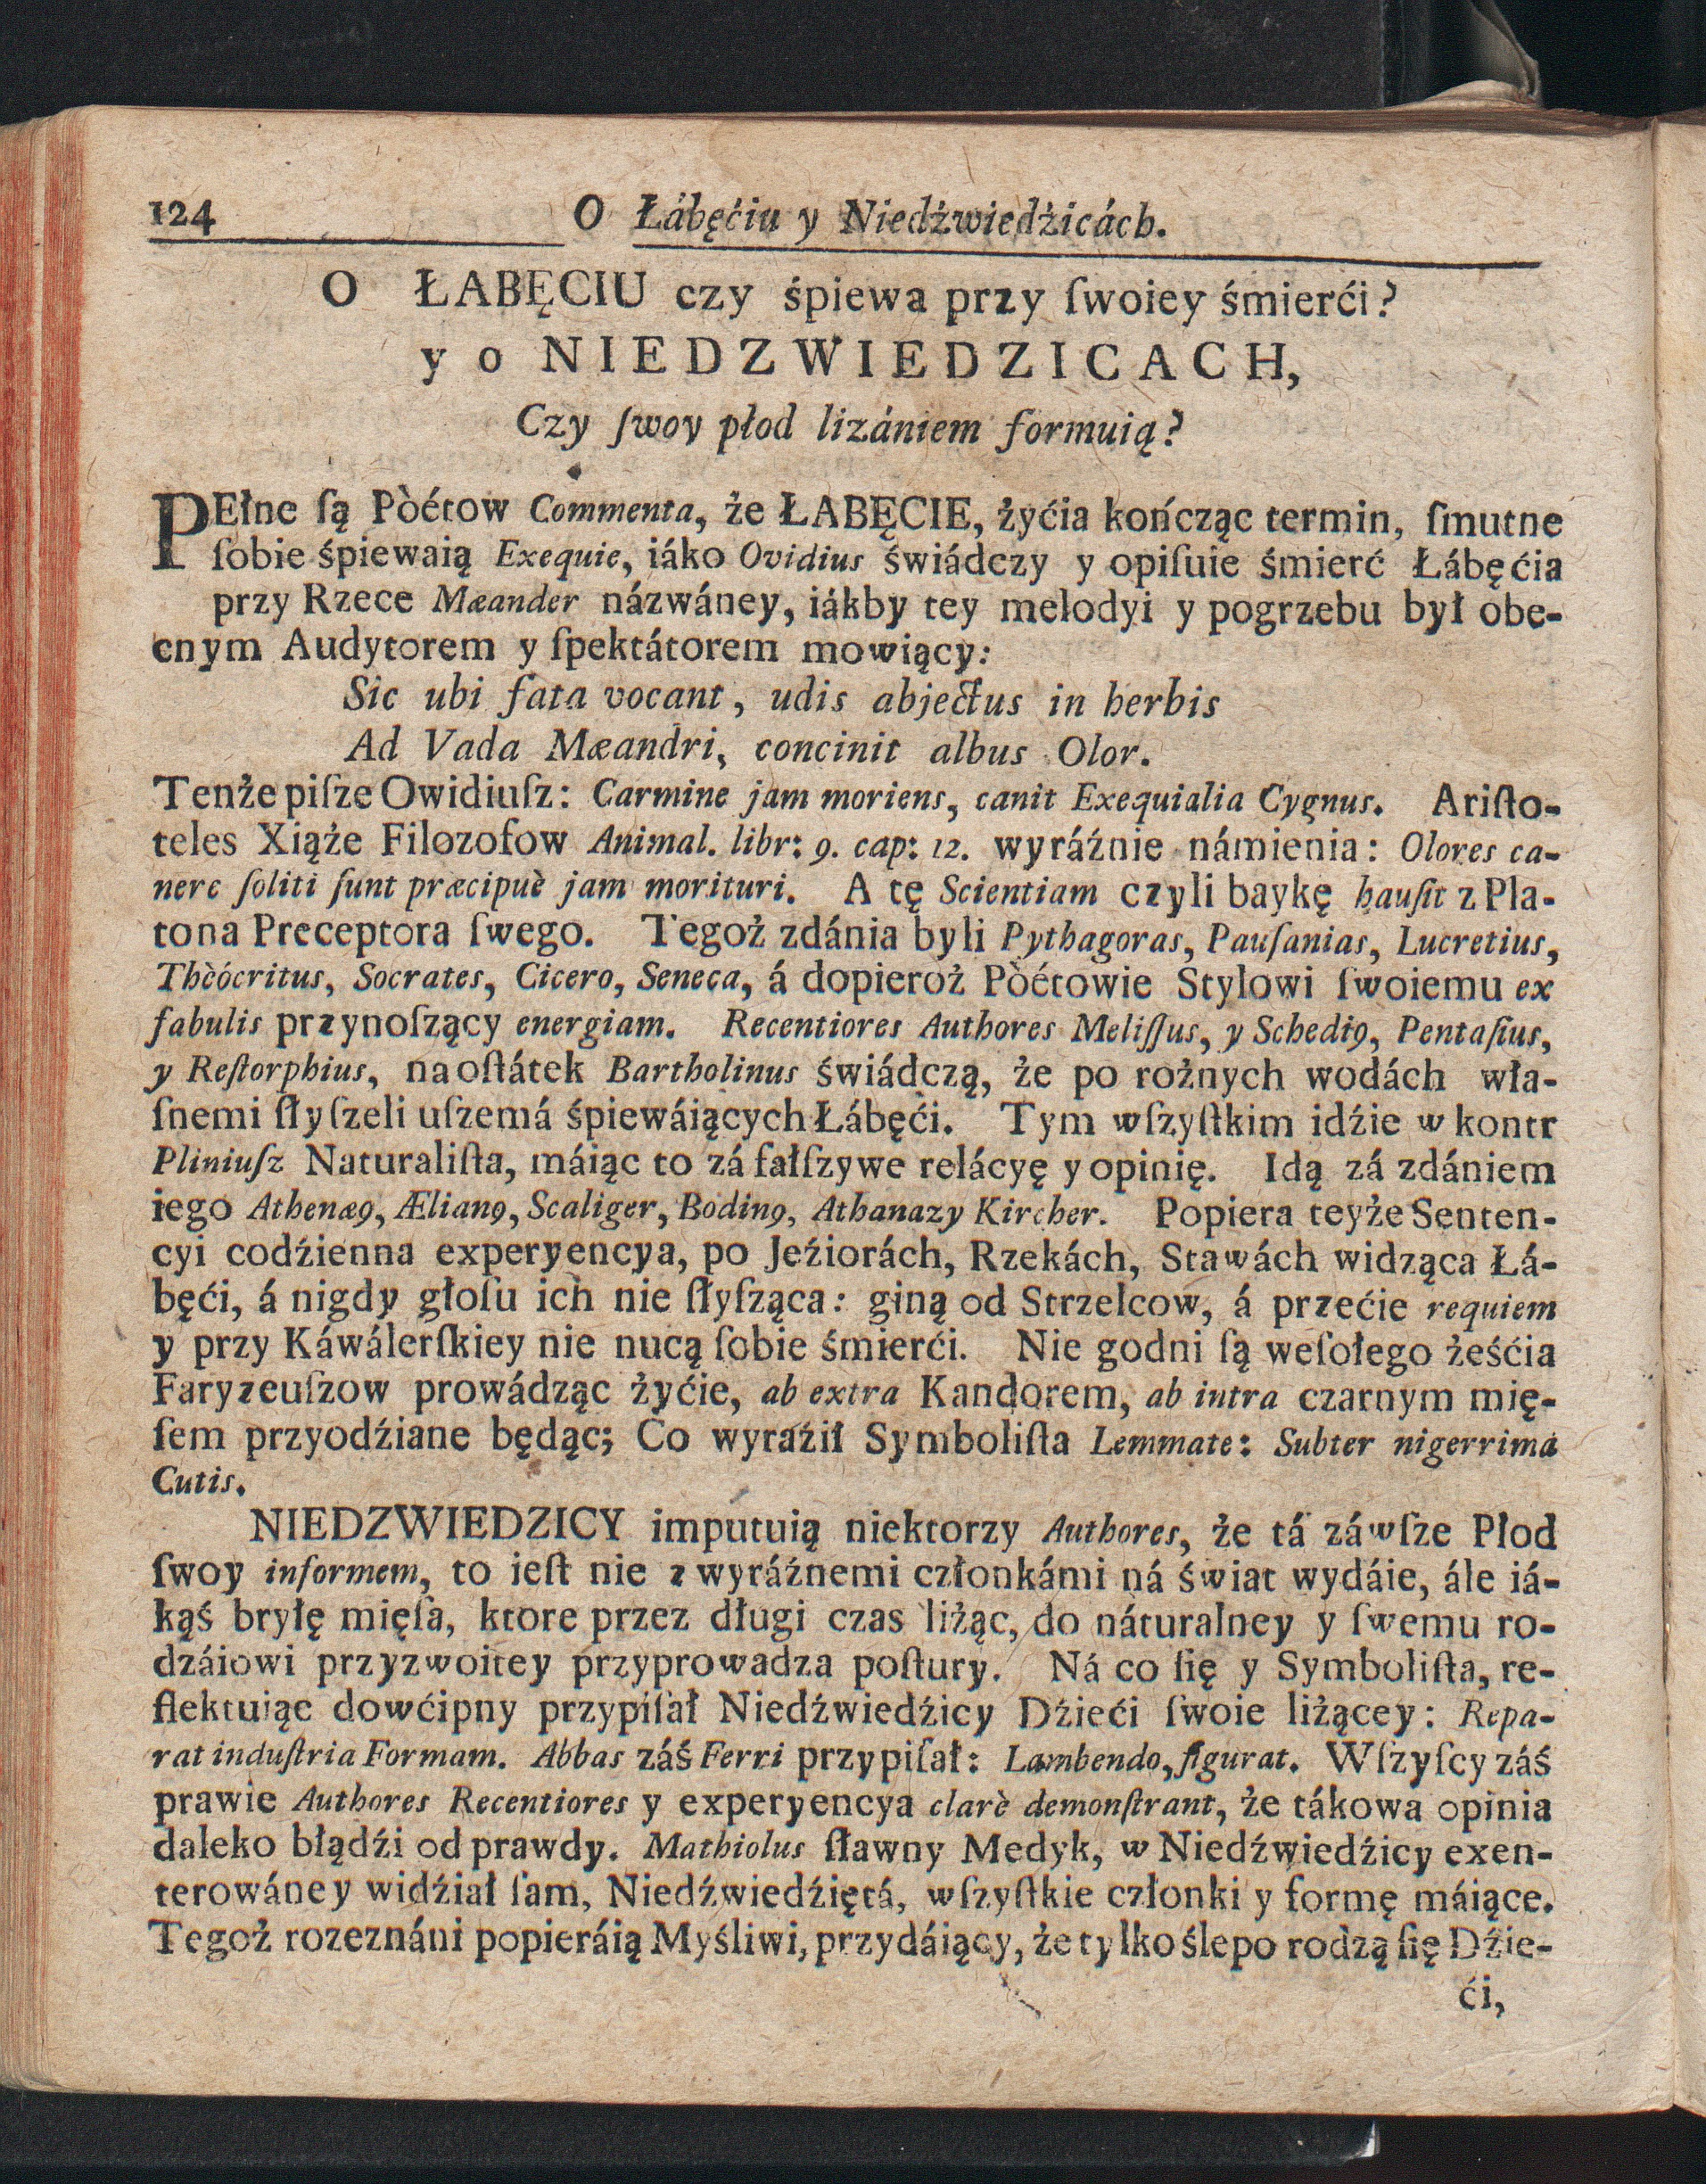 124 O Łábęćiu y Niedżwiedżicách.
O ŁABĘCIU czy śpiewa przy ſwoiey śmierći?
y o NIEDZWIEDZICACH,
Czy ſwoy płod lizániem formuią?
PEłne ſą Pòétow Commenta, że ŁABĘCIE, żyćia kończąc termin, ſmutne
ſobie śpiewaią Exequie, iáko Ovidius świádczy y opiſuie śmierć Łábęćia
przy Rzece Mæander názwáney, iákby tey melodyi y pogrzebu był obe-
cnym Audytorem y ſpektátorem mowiący:
Sic ubi fata vocant, udis abjectus in herbis
Ad Vada Mæandri, concinit albus Olor.
Tenże piſze Owidiuſz: Carmine jam moriens, canit Exequialia Cygnus. Ariſto-
teles Xiąże Filozofow Animal. libr: 9. cap: 12. wyráźnie námienia: Olores ca-
nere ſoliti ſunt præcipuè jam morituri. A tę Scientiam czyli baykę hauſit z Pla-
tona Preceptora ſwego. Tegoż zdánia byli Pythagoras, Pauſanias, Lucretius,
Thèócritus, Socrates, Cicero, Seneca, á dopieroż Pòétowie Stylowi ſwoiemu ex
fabulis przynoſzący energiam. Recentiores Authores Meliſſus, y Schediꝰ, Pentaſius,
y Reſtorphius, na oſtátek Bartholinus świádczą, że po rożnych wodách wła-
ſnemi ſłyſzeli uſzemá śpiewáiących Łábęći. Tym wſzyſtkim idźie w kontr
Pliniuſz Naturaliſta, máiąc to zá fałſzywe relácyę y opinię. Idą zá zdániem
iego Athenæꝰ, Ælianꝰ, Scaliger, Bodinꝰ, Athanazy Kircher. Popiera teyże Senten-
cyi codźienna experyencya, po Jeźiorách, Rzekách, Stawách widząca Łá-
bęći, á nigdy głoſu ich nie ſłyſząca: giną od Strzelcow, á przećie requiem
y przy Káwálerſkiey nie nucą ſobie śmierći. Nie godni ſą weſołego żeśćia
Faryzeuſzow prowádząc żyćie, ab extra Kandorem, ab intra czarnym mię-
ſem przyodźiane będąc; Co wyraźił Symboliſta Lemmate: Subter nigerrima
Cutis.
NIEDZWIEDZICY imputuią niektorzy Authores, że tá záwſze Płod
ſwoy informem, to ieſt nie z wyráźnemi członkámi ná świat wydáie, ále iá-
kąś bryłę mięſa, ktore przez długi czas liżąc, do náturalney y ſwemu ro-
dzáiowi przyzwoitey przyprowadza poſtury. Ná co ſię y Symboliſta, re-
flektuiąc dowćipny przypiſał Niedźwiedźicy Dźieći ſwoie liżącey: Repa-
rat induſtria Formam. Abbas záś Ferri przypiſał: Lambendo, figurat. Wſzyſcy záś
prawie Authores Recentiores y experyencya clarè demonſtrant, że tákowa opinia
daleko błądźi od prawdy. Mathiolus ſławny Medyk, w Niedźwiedźicy exen-
terowáney widźiał ſam, Niedźwiedźiętá, wſzyſtkie członki y formę máiące.
Tegoż rozeznáni popieráią Myśliwi, przydáiący, że tylko ślepo rodzą ſię Dźie-
ći,